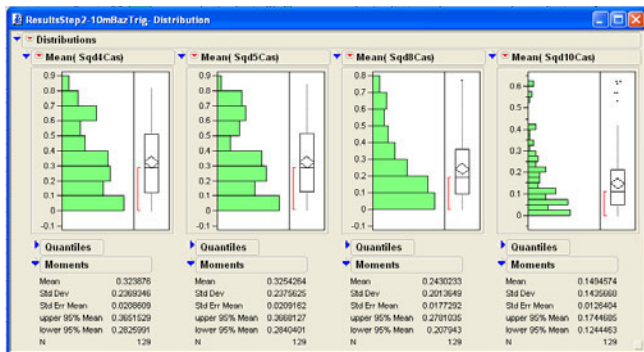 ResultsStep2-10mBazTrig- Distribution
Distributions
Mean( Sqd4Cas)
0.9
0.8
0.7
0.6
0.5
0.4
0.3
0.2
0.1
0
-0.1
Quantiles
Moments
Mean 0.323876
Std Dev 0.2369346
Std Err Mean 0.0208609
upper 95% Mean 0.3651529
lower 95% Mean 0.2825991
N 129
Mean( Sqd5Cas)
0.9
0.8
0.7
0.6
0.5
0.4
0.3
0.2
0.1
0
-0.1
Quantiles
Moments
Mean 0.3254264
Std Dev 0.2375625
Std Err Mean 0.0209162
upper 95% Mean 0.3668127
lower 95% Mean 0.2840401
N 129
Mean( Sqd8Cas)
0.9
0.8
0.7
0.6
0.5
0.4
0.3
0.2
0.1
0
-0.1
Quantiles
Moments
Mean 0.2430233
Std Dev 0.2013649
Std Err Mean 0.0177292
upper 95% Mean 0.2781035
lower 95% Mean 0.207943
N 129
Mean( Sqd10Cas)
0.6
0.5
0.4
0.3
0.2
0.1
0
Quantiles
Moments
Mean 0.1494574
Std Dev 0.1435668
Std Err Mean 0.0126404
upper 95% Mean 0.1744685
lower 95% Mean 0.1244463
N 129